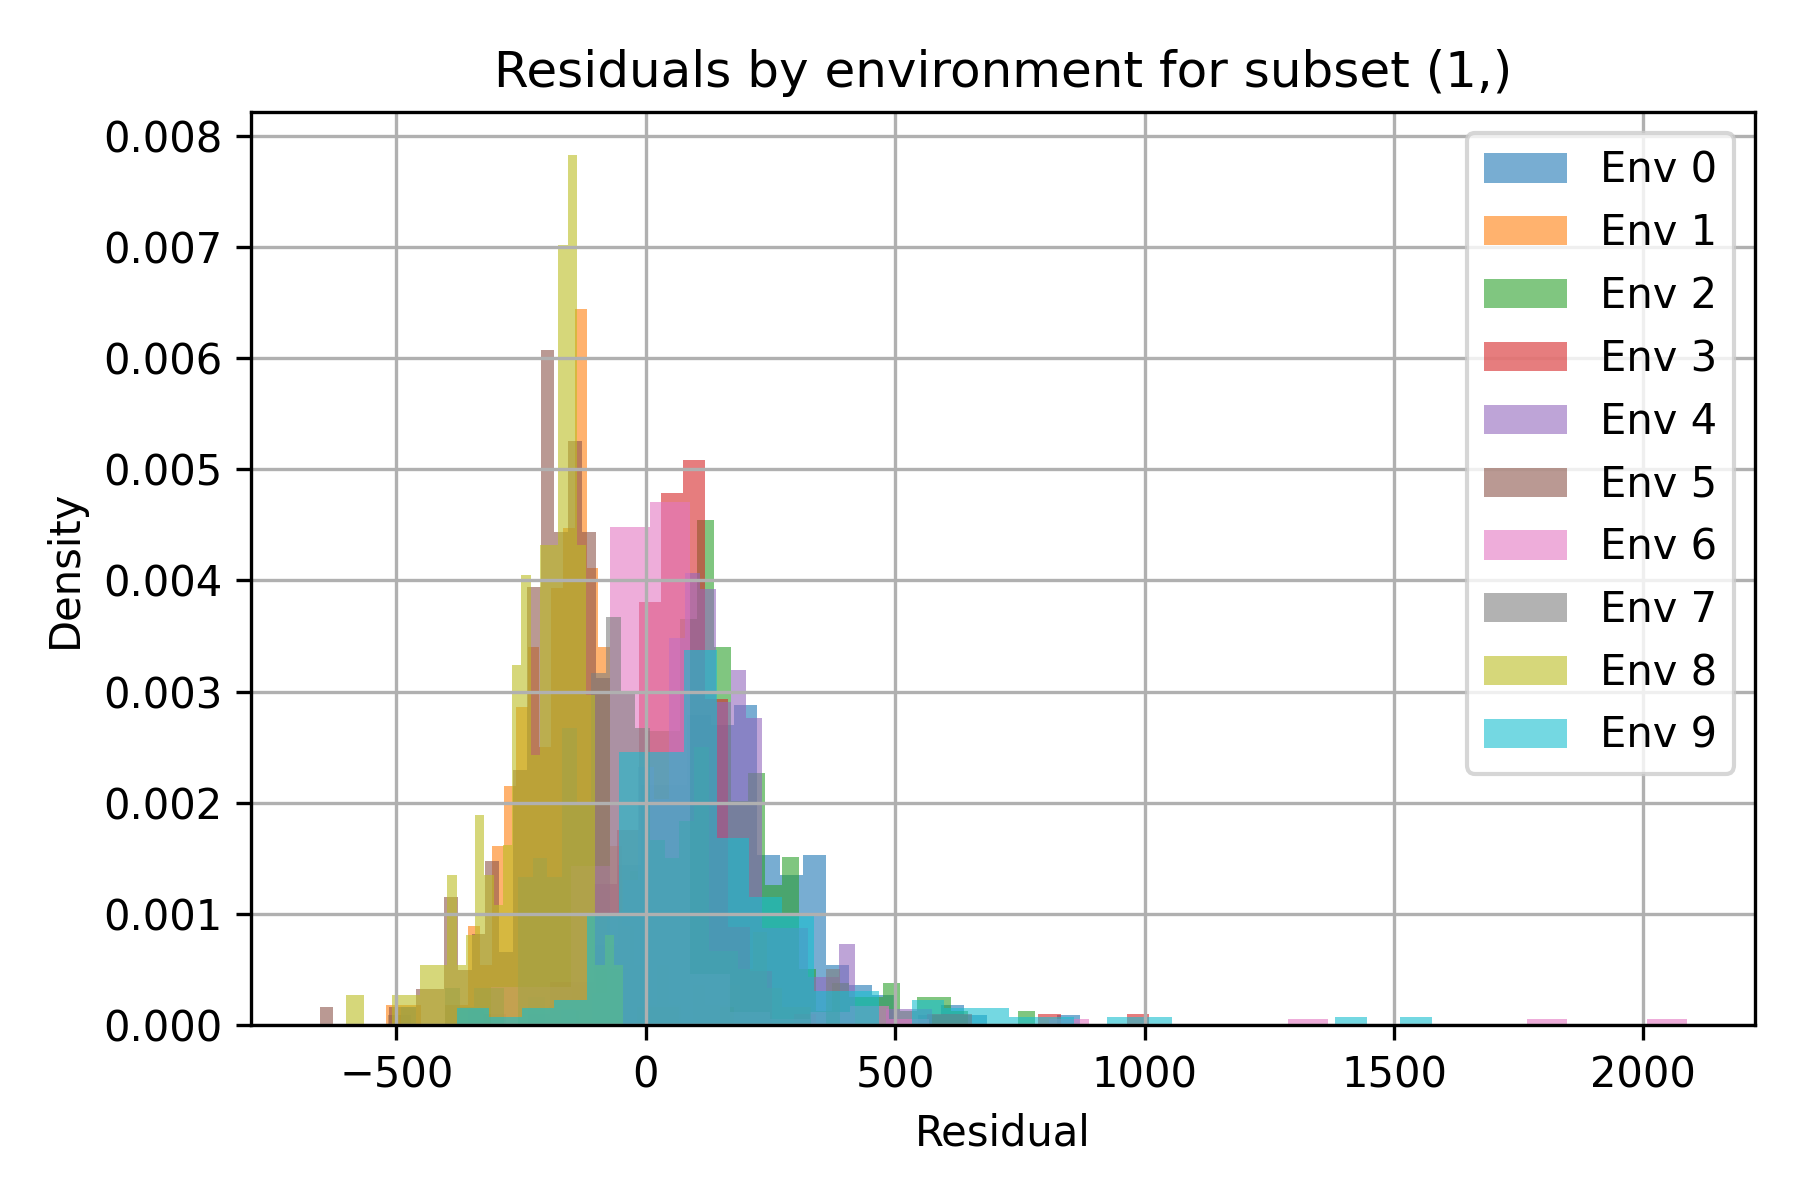 Residuals by environment for subset (1,)
0.008
0.007
0.006
0.005
0.004
0.003
0.002
0.001
0.000
Density
−500
0
500
1000
1500
2000
Residual
Env 0
Env 1
Env 2
Env 3
Env 4
Env 5
Env 6
Env 7
Env 8
Env 9